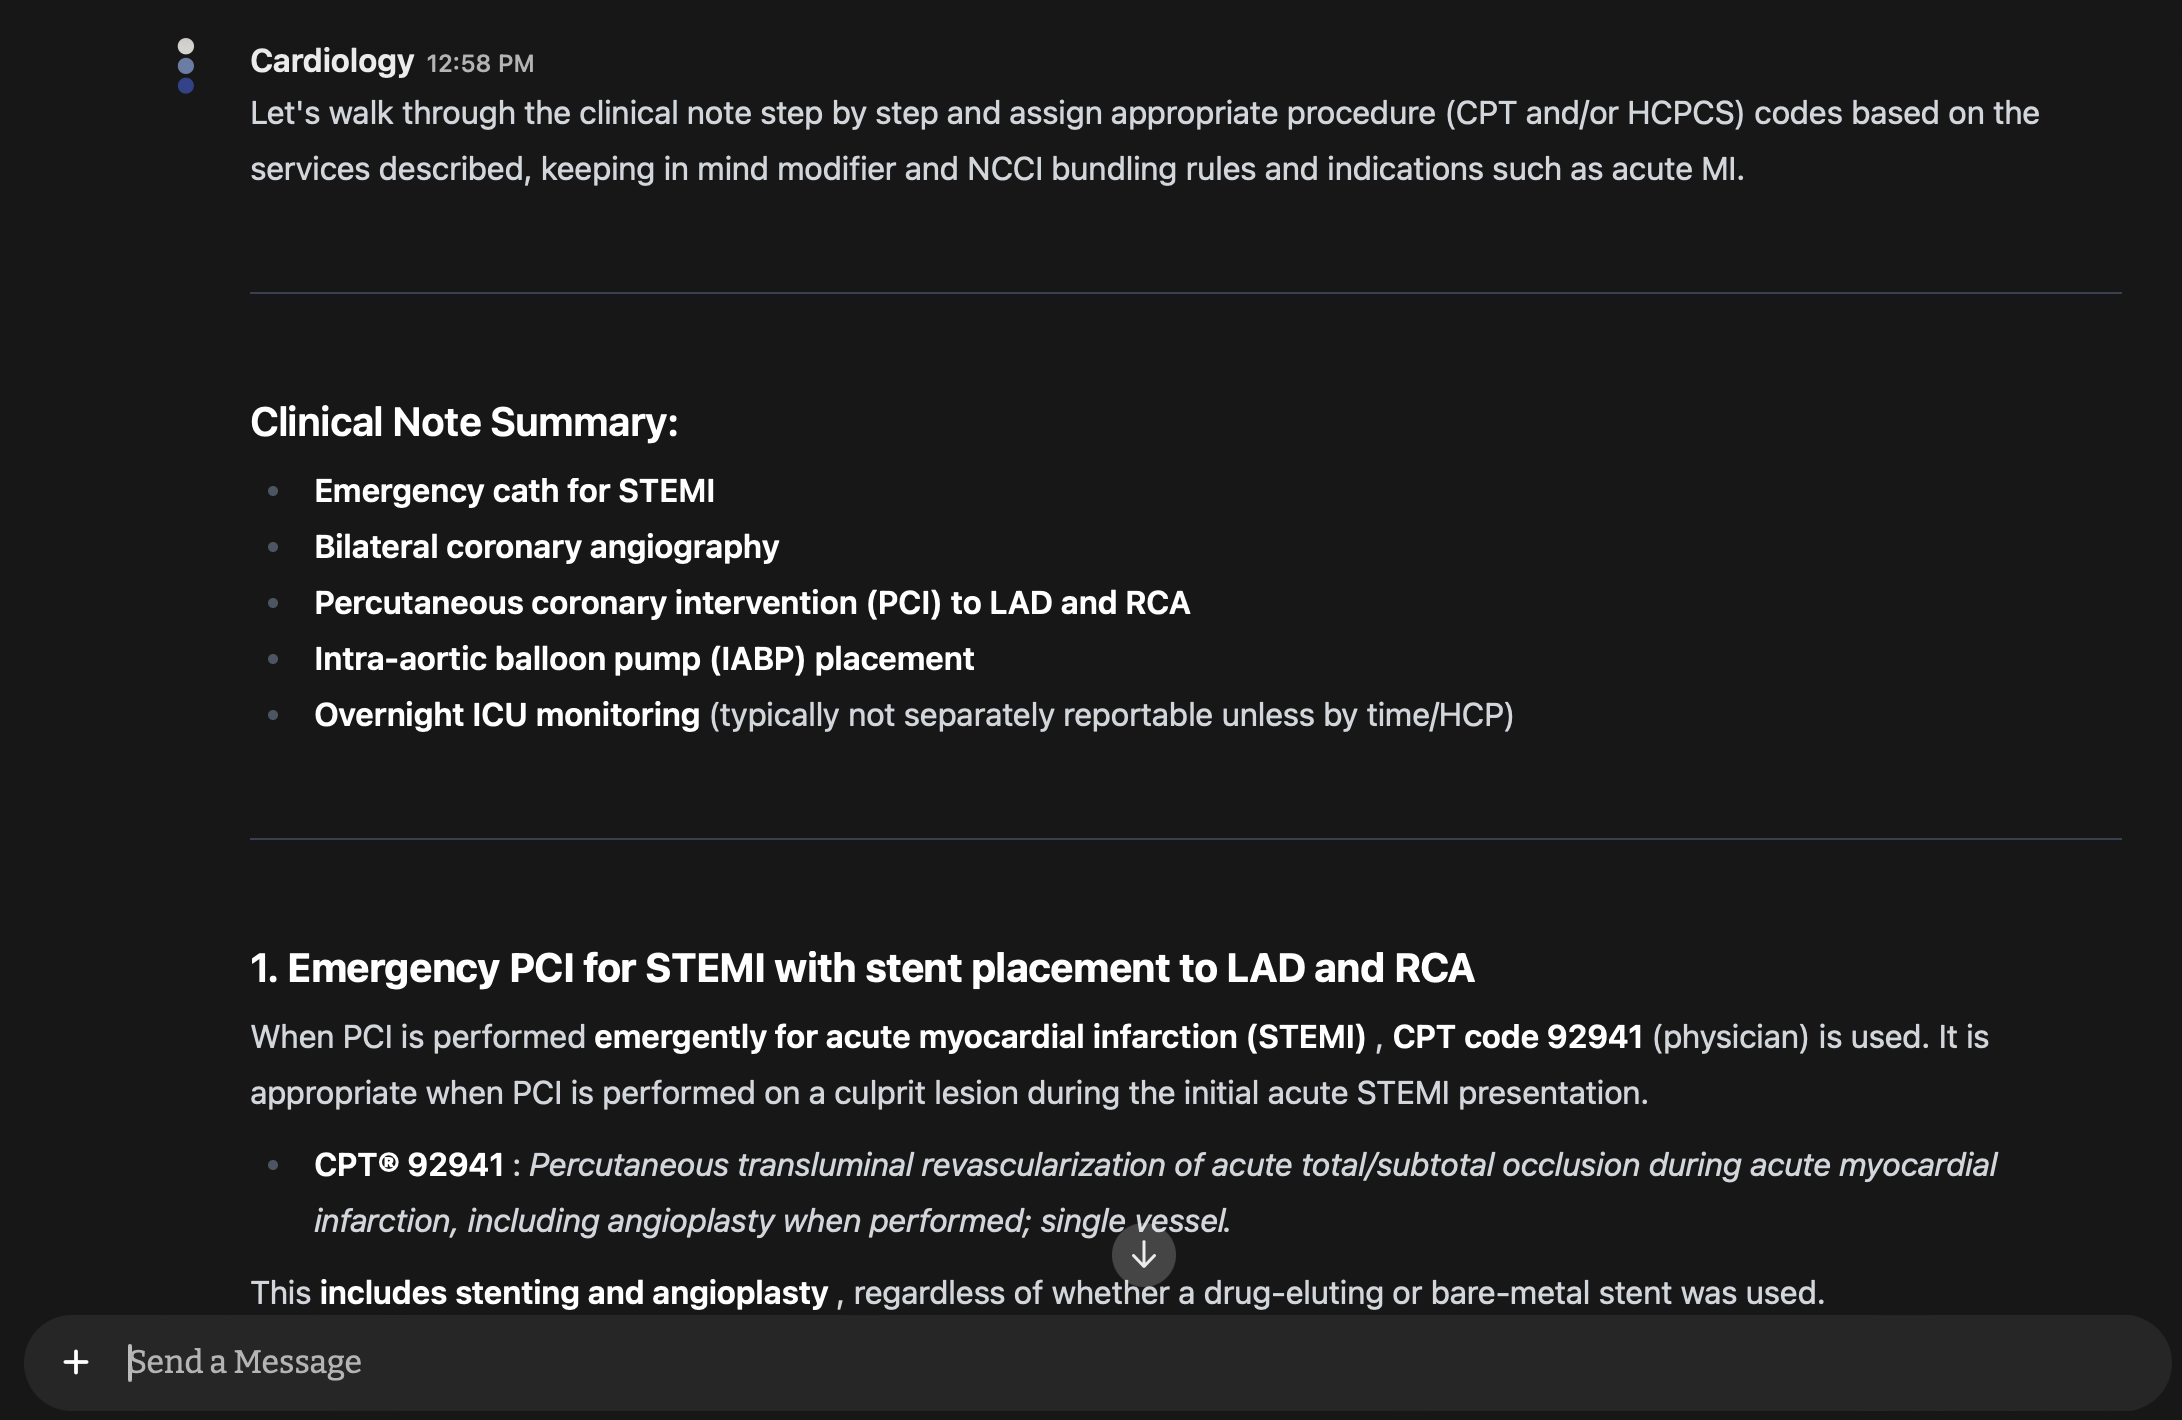 Cardiology 12:58 PM
Let's walk through the clinical note step by step and assign appropriate procedure (CPT and/or HCPCS) codes based on the
services described, keeping in mind modifier and NCCI bundling rules and indications such as acute MI.
Clinical Note Summary:
Emergency cath for STEMI
Bilateral coronary angiography
Percutaneous coronary intervention (PCI) to LAD and RCA
Intra-aortic balloon pump (IABP) placement
Overnight ICU monitoring (typically not separately reportable unless by time/HCP)
1. Emergency PCI for STEMI with stent placement to LAD and RCA
When PCI is performed emergently for acute myocardial infarction (STEMI) , CPT code 92941 (physician) is used. It is
appropriate when PCI is performed on a culprit lesion during the initial acute STEMI presentation.
CPT® 92941 : Percutaneous transluminal revascularization of acute total/subtotal occlusion during acute myocardial
infarction, including angioplasty when performed; single vessel.
This includes stenting and angioplasty , regardless of whether a drug-eluting or bare-metal stent was used.
Send a Message